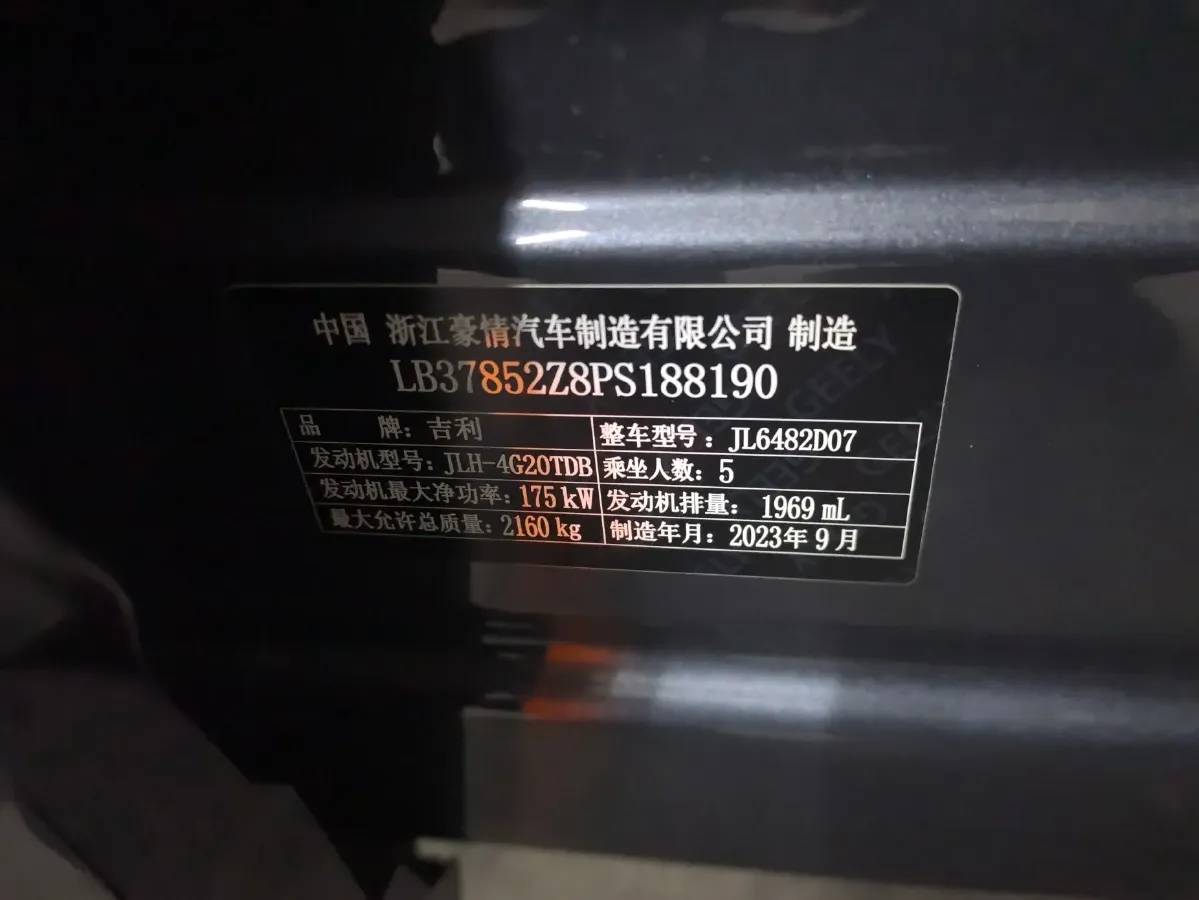 中国 浙江豪情汽车制造有限公司 制造
LB37852Z8PS188190
品 牌：吉利 整车型号：JL6482D07
发动机型号：JLH-4G20TDB 乘坐人数：5
发动机最大净功率：175 kW 发动机排量：1969 mL
最大允许总质量：2160 kg 制造年月：2023年9月
GEELY